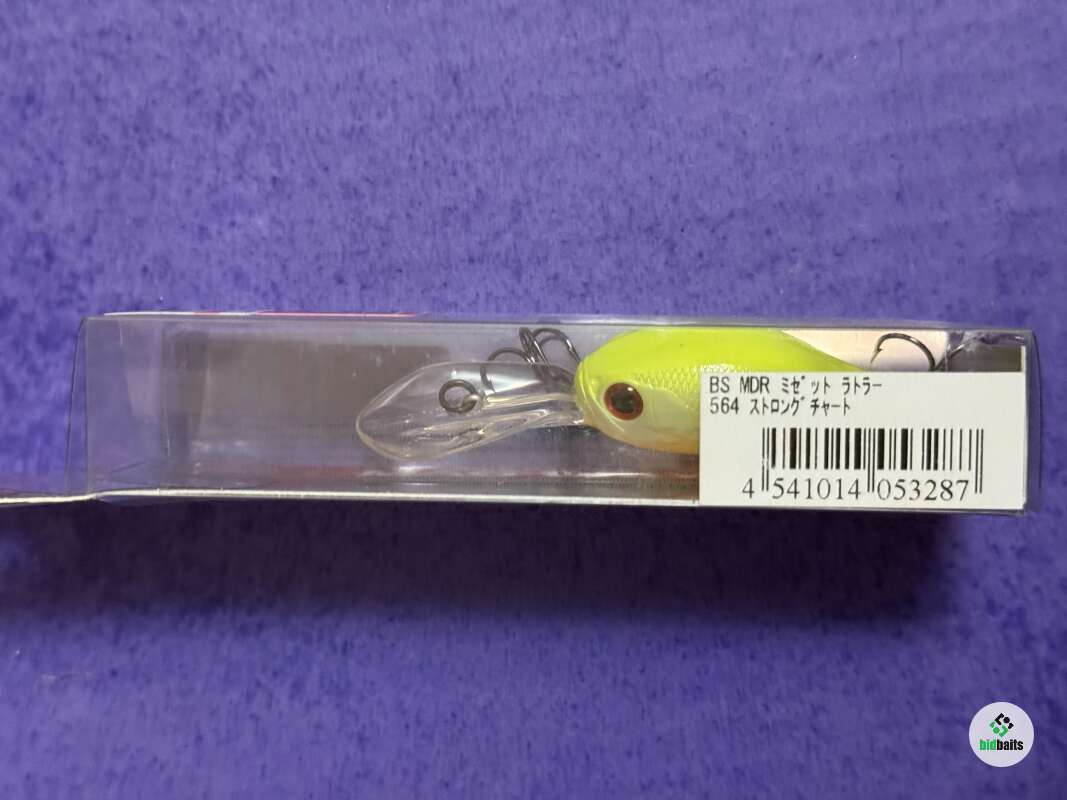 BS MDR ミゼット ラトラー
564 ストロングチャート
4 541014 053287
bidbaits